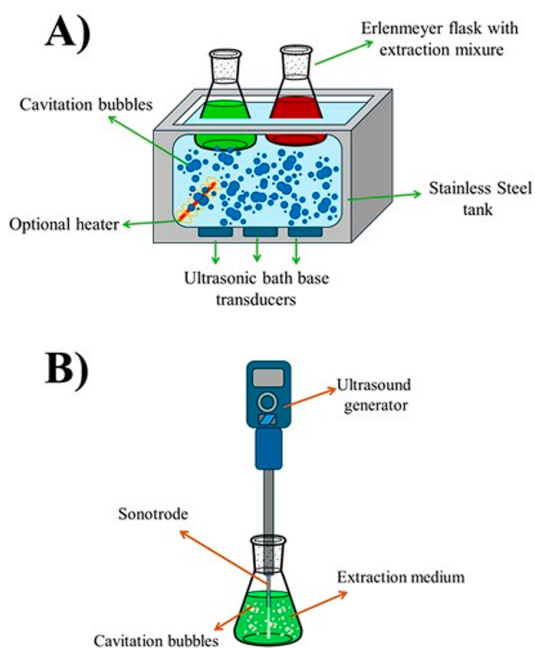 A)
Erlenmeyer flask with
extraction mixure
Cavitation bubbles
Stainless Steel
tank
Optional heater
Ultrasonic bath base
transducers
B)
Ultrasound
generator
Sonotrode
Extraction medium
Cavitation bubbles